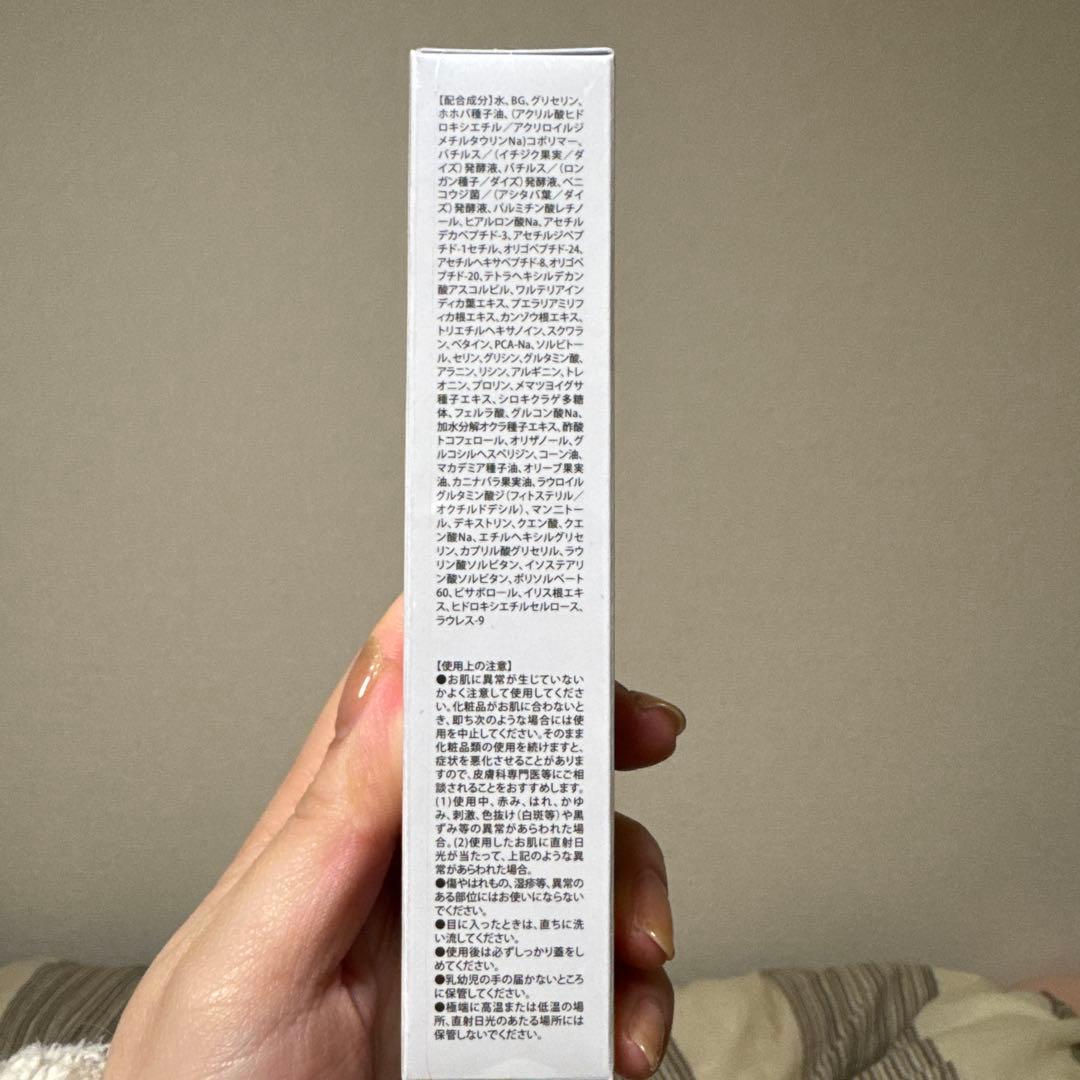 【配合成分】水、BG、グリセリン、
ホホバ種子油、(アクリル酸ヒド
ロキシエチル／アクリロイルジ
メチルタウリンNa)コポリマー、
バチルス／(イチジク果実／ダ
イズ)発酵液、バチルス／(ロン
ガン種子／ダイズ)発酵液、ベニ
コウジ菌／(アシタバ葉／ダイ
ズ)発酵液、パルミチン酸レチノ
ール、ヒアルロン酸Na、アセチル
デカペプチド-3、アセチルジペプ
チド-1セチル、オリゴペプチド-24、
アセチルヘキサペプチド-8、オリゴペ
プチド-20、テトラヘキシルデカン
酸アスコルビル、ワルテリアイン
ディカ葉エキス、プエラリアミリフ
ィカ根エキス、カンゾウ根エキス、
トリエチルヘキサノイン、スクワラ
ン、ベタイン、PCA-Na、ソルビトー
ル、セリン、グリシン、グルタミン酸、
アラニン、リシン、アルギニン、トレ
オニン、プロリン、メマツヨイグサ
種子エキス、シロキクラゲ多糖
体、フェルラ酸、グルコン酸Na、
加水分解オクラ種子エキス、酢酸
トコフェロール、オリザノール、グ
ルコシルヘスペリジン、コーン油、
マカデミア種子油、オリーブ果実
油、カニナバラ果実油、ラウロイル
グルタミン酸ジ(フィトステリル／
オクチルドデシル)、マンニトー
ル、デキストリン、クエン酸、クエ
ン酸Na、エチルヘキシルグリセ
リン、カプリル酸グリセリル、ラウ
リン酸ソルビタン、イソステアリ
ン酸ソルビタン、ポリソルベート
60、ビサボロール、イリス根エキ
ス、ヒドロキシエチルセルロース、
ラウレス-9
【使用上の注意】
●お肌に異常が生じていない
かよく注意して使用してくださ
い。化粧品がお肌に合わないと
き、即ち次のような場合には使
用を中止してください。そのまま
化粧品類の使用を続けますと、
症状を悪化させることがありま
すので、皮膚科専門医等にご相
談されることをおすすめします。
(1)使用中、赤み、はれ、かゆ
み、刺激、色抜け(白斑等)や黒
ずみ等の異常があらわれた場
合。(2)使用したお肌に直射日
光が当たって、上記のような異
常があらわれた場合。
●傷やはれもの、湿疹等、異常の
ある部位にはお使いにならない
でください。
●目に入ったときは、直ちに洗
い流してください。
●使用後は必ずしっかり蓋をし
めてください。
●乳幼児の手の届かないところ
に保管してください。
●極端に高温または低温の場
所、直射日光のあたる場所には
保管しないでください。